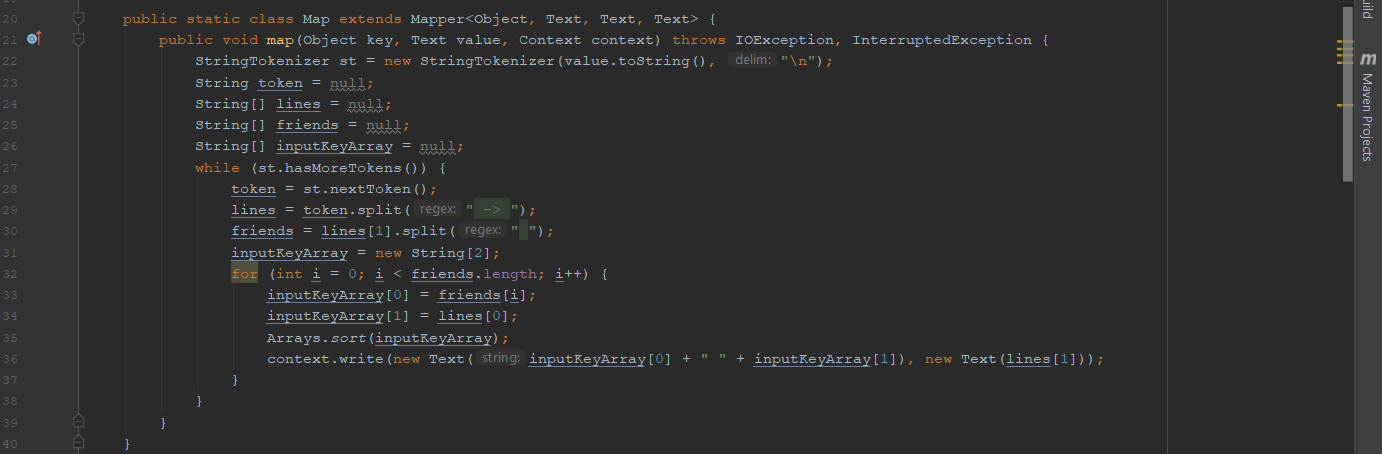 20 public static class Map extends Mapper<Object, Text, Text, Text> {
21 public void map(Object key, Text value, Context context) throws IOException, InterruptedException {
22 StringTokenizer st = new StringTokenizer(value.toString(), delim: "\n");
23 String token = null;
24 String[] lines = null;
25 String[] friends = null;
26 String[] inputKeyArray = null;
27 while (st.hasMoreTokens()) {
28 token = st.nextToken();
29 lines = token.split( regex: " -> ");
30 friends = lines[1].split( regex: " ");
31 inputKeyArray = new String[2];
32 for (int i = 0; i < friends.length; i++) {
33 inputKeyArray[0] = friends[i];
34 inputKeyArray[1] = lines[0];
35 Arrays.sort(inputKeyArray);
36 context.write(new Text( string: inputKeyArray[0] + " " + inputKeyArray[1]), new Text(lines[1]));
37 }
38 }
39 }
40 }
m Maven Projects